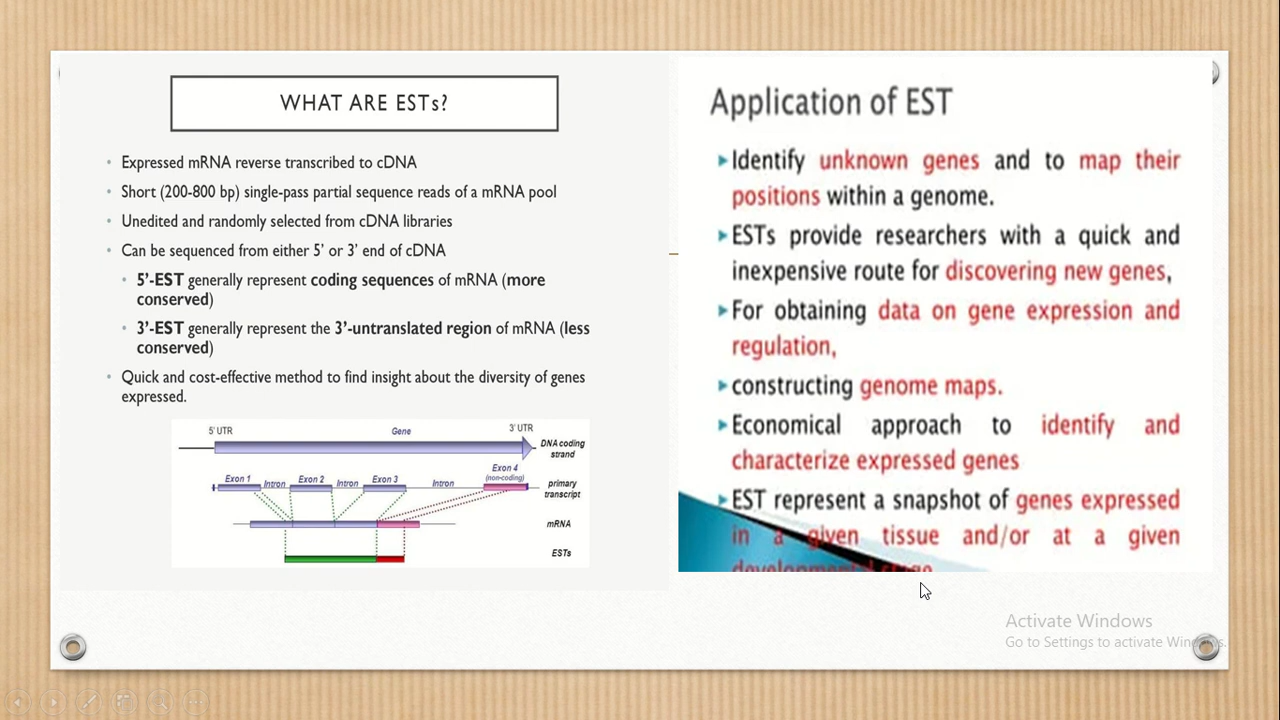 WHAT ARE ESTs?
• Expressed mRNA reverse transcribed to cDNA
• Short (200-800 bp) single-pass partial sequence reads of a mRNA pool
• Unedited and randomly selected from cDNA libraries
• Can be sequenced from either 5’ or 3’ end of cDNA
• 5’-EST generally represent coding sequences of mRNA (more
conserved)
• 3’-EST generally represent the 3’-untranslated region of mRNA (less
conserved)
• Quick and cost-effective method to find insight about the diversity of genes
expressed.
5' UTR
Gene
3' UTR
DNA coding
strand
Exon 1
Intron
Exon 2
Intron
Exon 3
Intron
Exon 4
(non-coding)
primary
transcript
mRNA
ESTs
Application of EST
Identify unknown genes and to map their
positions within a genome.
ESTs provide researchers with a quick and
inexpensive route for discovering new genes,
For obtaining data on gene expression and
regulation,
constructing genome maps.
Economical approach to identify and
characterize expressed genes
EST represent a snapshot of genes expressed
in a given tissue and/or at a given
developmental stage
Activate Windows
Go to Settings to activate Windows.